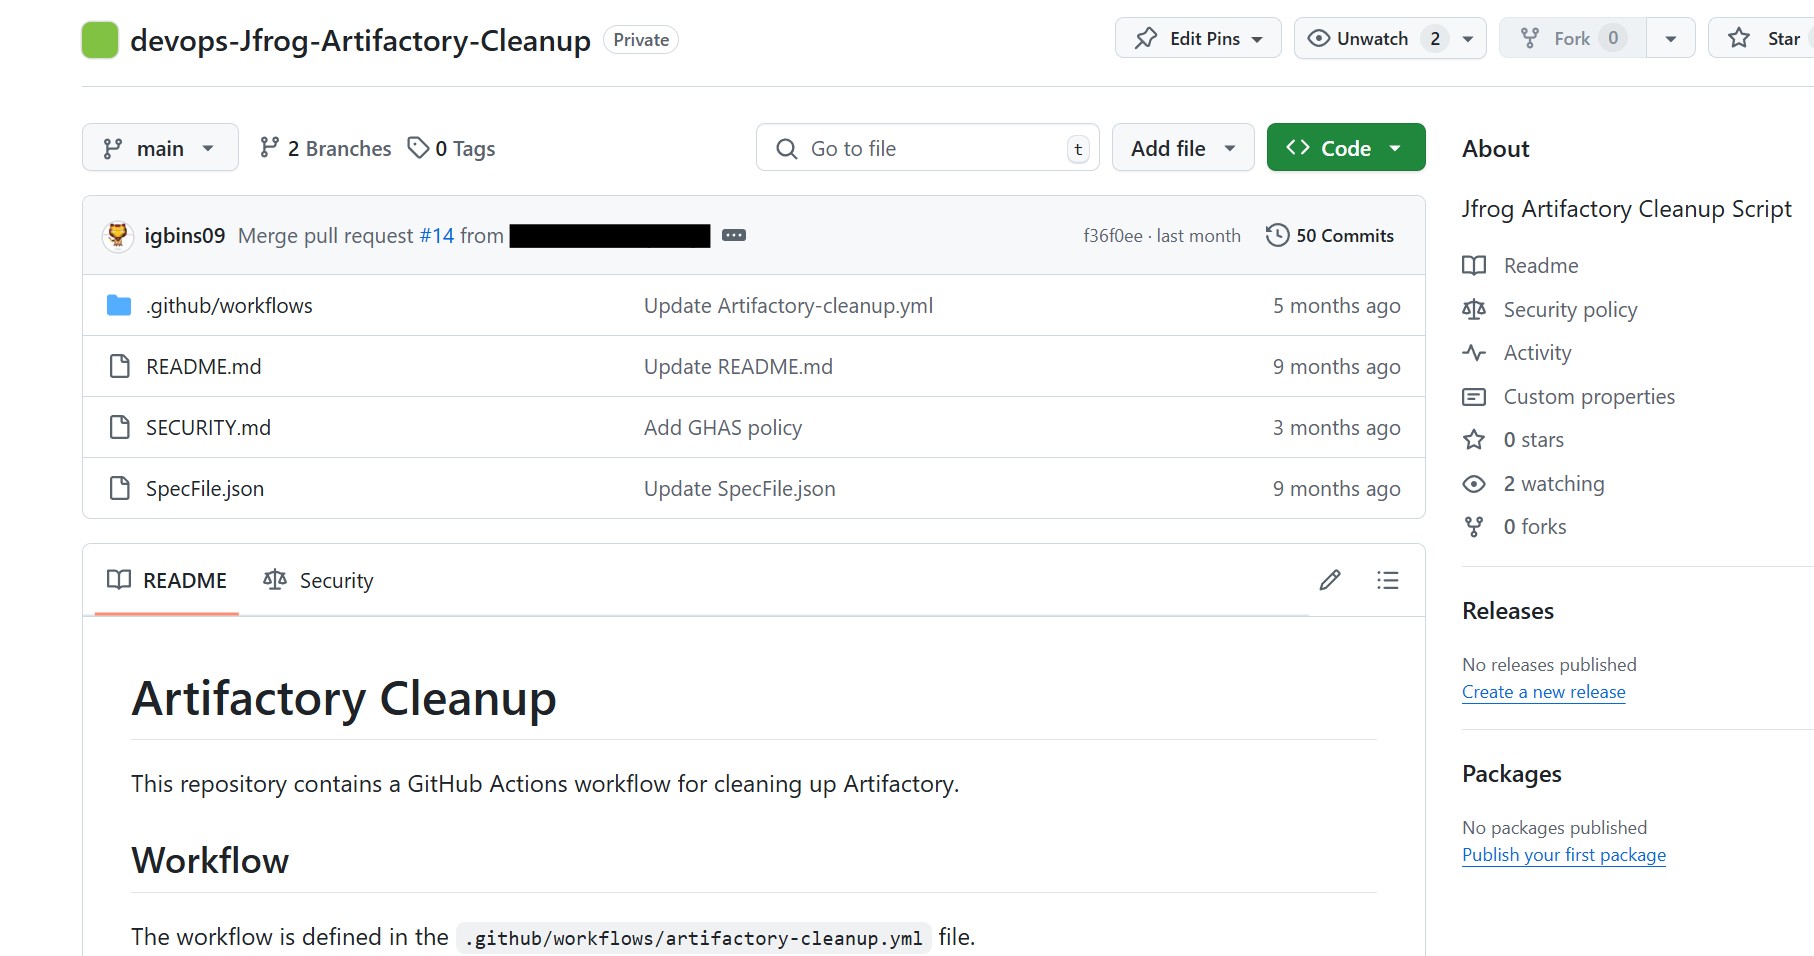 devops-Jfrog-Artifactory-Cleanup Private Edit Pins Unwatch 2 Fork 0 Star
main 2 Branches 0 Tags Go to file t Add file Code
igbins09 Merge pull request #14 from f36f0ee · last month 50 Commits
.github/workflows Update Artifactory-cleanup.yml 5 months ago
README.md Update README.md 9 months ago
SECURITY.md Add GHAS policy 3 months ago
SpecFile.json Update SpecFile.json 9 months ago
README Security
Artifactory Cleanup
This repository contains a GitHub Actions workflow for cleaning up Artifactory.
Workflow
The workflow is defined in the .github/workflows/artifactory-cleanup.yml file.
About
Jfrog Artifactory Cleanup Script
Readme
Security policy
Activity
Custom properties
0 stars
2 watching
0 forks
Releases
No releases published
Create a new release
Packages
No packages published
Publish your first package